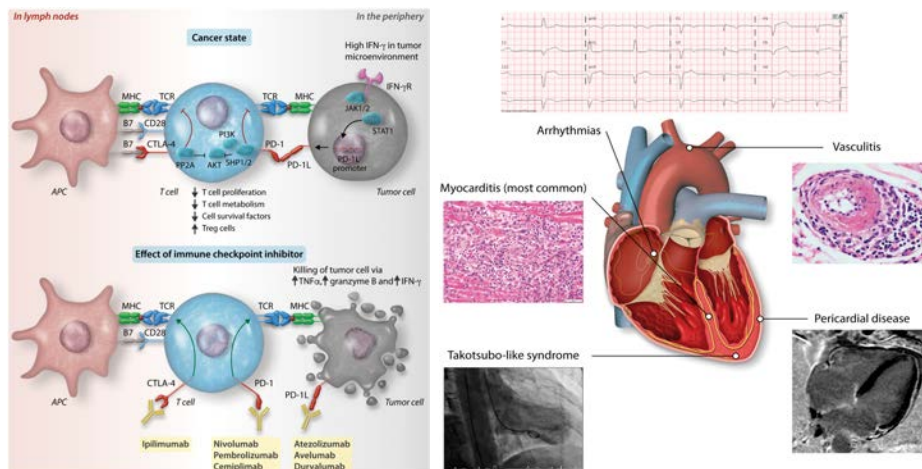 In lymph nodes
In the periphery
Cancer state
High IFN-γ in tumor
microenvironment
IFN-γR
MHC
TCR
TCR
MHC
JAK1/2
B7
CD28
STAT1
PI3K
B7
CTLA-4
PD-1
PP2A
AKT
SHP1/2
PD-L1
promoter
PD-1L
APC
T cell
Tumor cell
T cell proliferation
T cell metabolism
Cell survival factors
Treg cells
Effect of immune checkpoint inhibitor
Killing of tumor cell via
TNFα, granzyme B and IFN-γ
MHC
TCR
TCR
MHC
B7
CD28
CTLA-4
PD-1
PD-1L
APC
T cell
Tumor cell
Ipilimumab
Nivolumab
Pembrolizumab
Cemiplimab
Atezolizumab
Avelumab
Durvalumab
Arrhythmias
Vasculitis
Myocarditis (most common)
Pericardial disease
Takotsubo-like syndrome